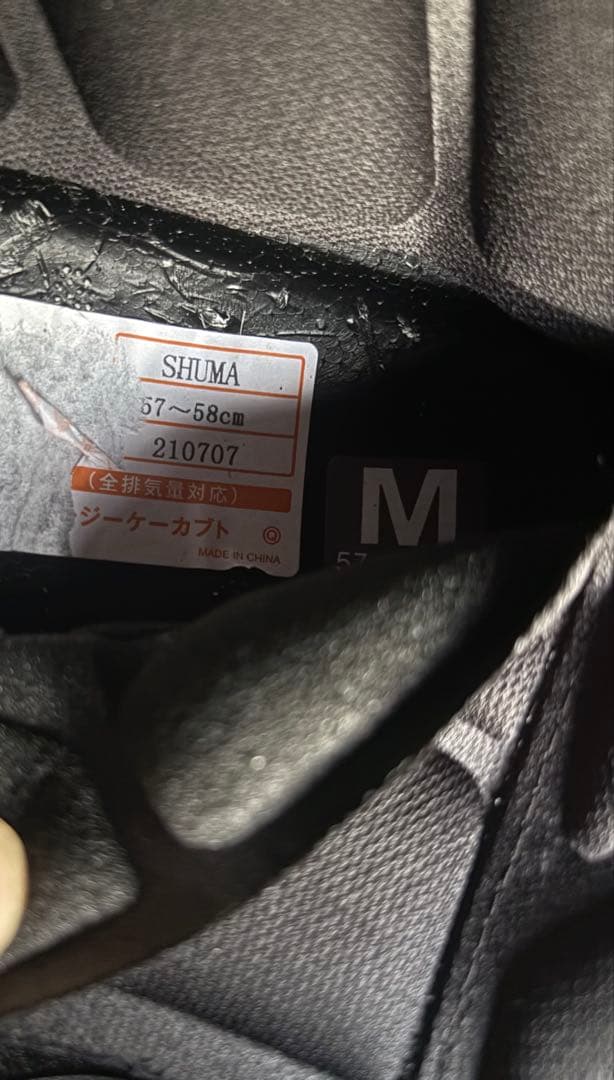 SHUMA
57～58cm
210707
(全排気量対応)
ジーケーカブト Q
MADE IN CHINA
M
57